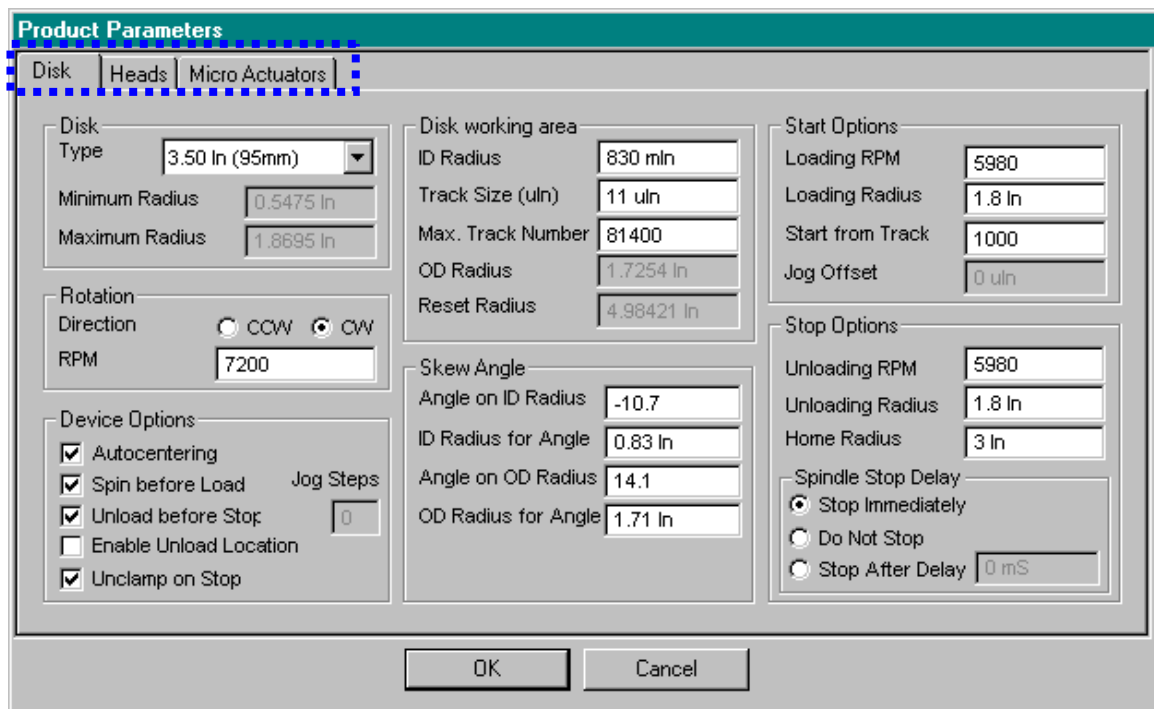 Product Parameters
Disk Heads Micro Actuators
Disk
Type 3.50 In (95mm)
Minimum Radius 0.5475 In
Maximum Radius 1.8695 In
Rotation
Direction CCW CW
RPM 7200
Device Options
Autocentering
Spin before Load Jog Steps
Unload before Stop 0
Enable Unload Location
Unclamp on Stop
Disk working area
ID Radius 830 mIn
Track Size (uIn) 11 uIn
Max. Track Number 81400
OD Radius 1.7254 In
Reset Radius 4.98421 In
Skew Angle
Angle on ID Radius -10.7
ID Radius for Angle 0.83 In
Angle on OD Radius 14.1
OD Radius for Angle 1.71 In
Start Options
Loading RPM 5980
Loading Radius 1.8 In
Start from Track 1000
Jog Offset 0 uIn
Stop Options
Unloading RPM 5980
Unloading Radius 1.8 In
Home Radius 3 In
Spindle Stop Delay
Stop Immediately
Do Not Stop
Stop After Delay 0 mS
OK Cancel